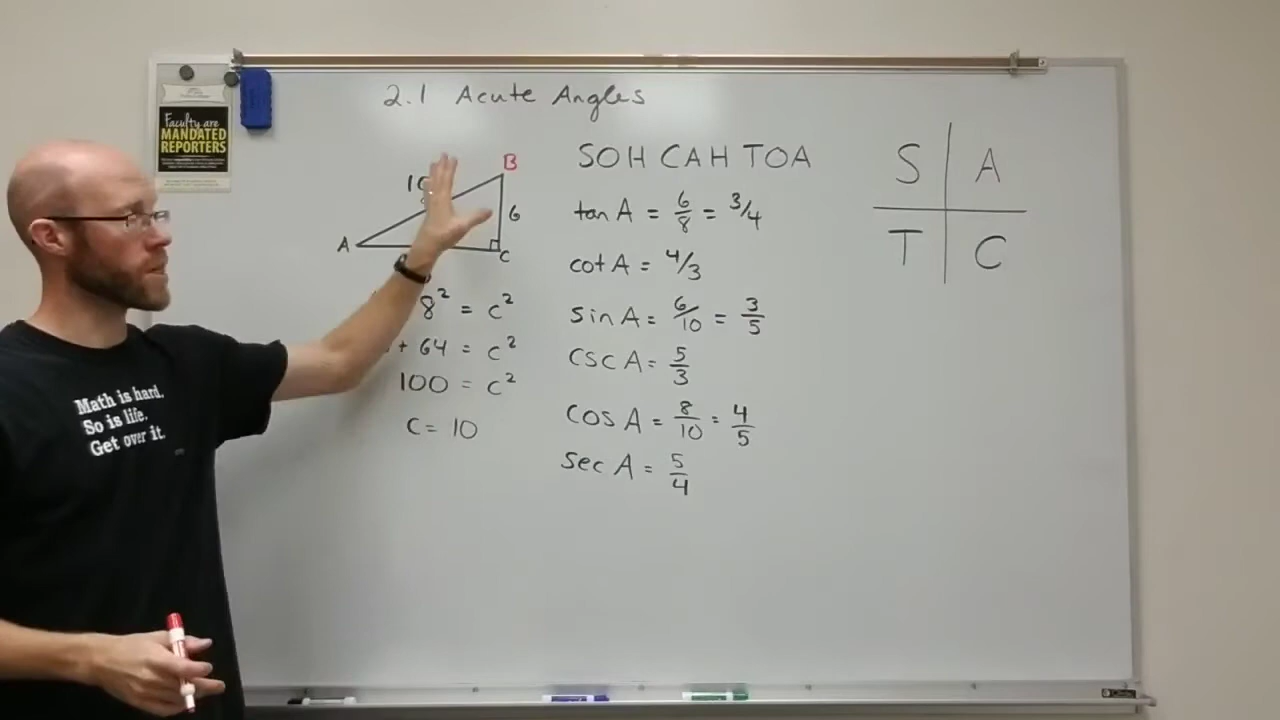 2.1 Acute Angles
Faculty are
MANDATED
REPORTERS
B
10
6
A
C
8² = c²
+ 64 = c²
100 = c²
c = 10
SOH CAH TOA
tan A = 6/8 = 3/4
cot A = 4/3
sin A = 6/10 = 3/5
csc A = 5/3
cos A = 8/10 = 4/5
sec A = 5/4
S A
T C
Math is hard.
So is life.
Get over it.